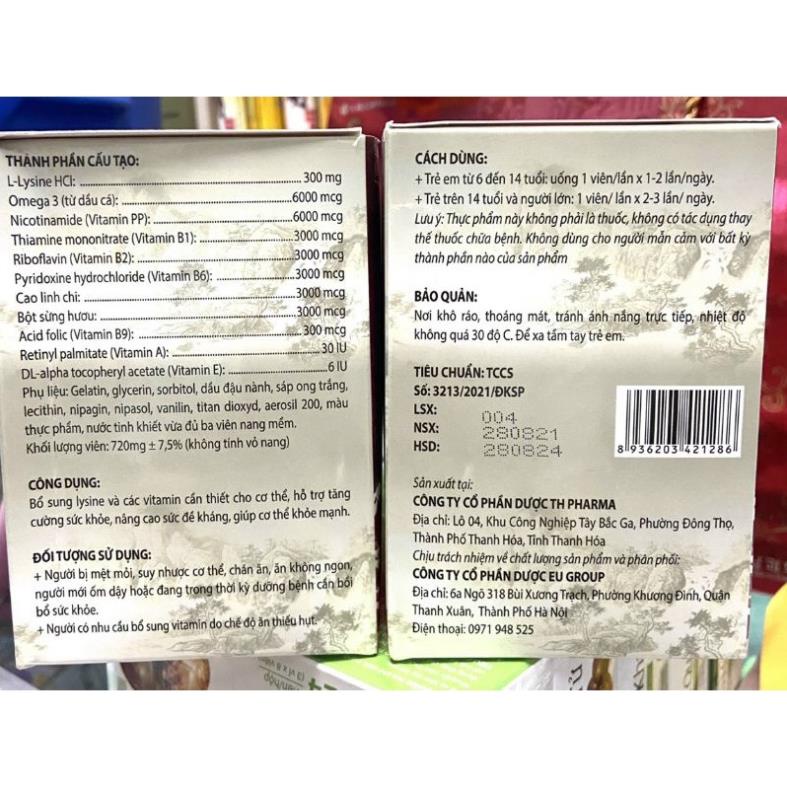 THÀNH PHẦN CẤU TẠO:
L-Lysine HCl: 300 mg
Omega 3 (từ dầu cá): 6000 mcg
Nicotinamide (Vitamin PP): 6000 mcg
Thiamine mononitrate (Vitamin B1): 3000 mcg
Riboflavin (Vitamin B2): 3000 mcg
Pyridoxine hydrochloride (Vitamin B6): 3000 mcg
Cao linh chi: 3000 mcg
Bột sừng hươu: 3000 mcg
Acid folic (Vitamin B9): 300 mcg
Retinyl palmitate (Vitamin A): 30 IU
DL-alpha tocopheryl acetate (Vitamin E): 6 IU
Phụ liệu: Gelatin, glycerin, sorbitol, dầu đậu nành, sáp ong trắng,
lecithin, nipagin, nipasol, vanilin, titan dioxyd, aerosil 200, màu
thực phẩm, nước tinh khiết vừa đủ ba viên nang mềm.
Khối lượng viên: 720mg ± 7,5% (không tính vỏ nang)
CÔNG DỤNG:
Bổ sung lysine và các vitamin cần thiết cho cơ thể, hỗ trợ tăng
cường sức khỏe, nâng cao sức đề kháng, giúp cơ thể khỏe mạnh.
ĐỐI TƯỢNG SỬ DỤNG:
+ Người bị mệt mỏi, suy nhược cơ thể, chán ăn, ăn không ngon,
người mới ốm dậy hoặc đang trong thời kỳ dưỡng bệnh cần bồi
bổ sức khỏe.
+ Người có nhu cầu bổ sung vitamin do chế độ ăn thiếu hụt.
CÁCH DÙNG:
+ Trẻ em từ 6 đến 14 tuổi: uống 1 viên/lần x 1-2 lần/ngày.
+ Trẻ trên 14 tuổi và người lớn: 1 viên/ lần x 2-3 lần/ ngày.
Lưu ý: Thực phẩm này không phải là thuốc, không có tác dụng thay
thế thuốc chữa bệnh. Không dùng cho người mẫn cảm với bất kỳ
thành phần nào của sản phẩm
BẢO QUẢN:
Nơi khô ráo, thoáng mát, tránh ánh nắng trực tiếp, nhiệt độ
không quá 30 độ C. Để xa tầm tay trẻ em.
TIÊU CHUẨN: TCCS
Số: 3213/2021/ĐKSP
LSX: 004
NSX: 280821
HSD: 280824
8 936203 421286
Sản xuất tại:
CÔNG TY CỔ PHẦN DƯỢC TH PHARMA
Địa chỉ: Lô 04, Khu Công Nghiệp Tây Bắc Ga, Phường Đông Thọ,
Thành Phố Thanh Hóa, Tỉnh Thanh Hóa
Chịu trách nhiệm về chất lượng sản phẩm và phân phối:
CÔNG TY CỔ PHẦN DƯỢC EU GROUP
Địa chỉ: 6a Ngõ 318 Bùi Xương Trạch, Phường Khương Đình, Quận
Thanh Xuân, Thành Phố Hà Nội
Điện thoại: 0971 948 525